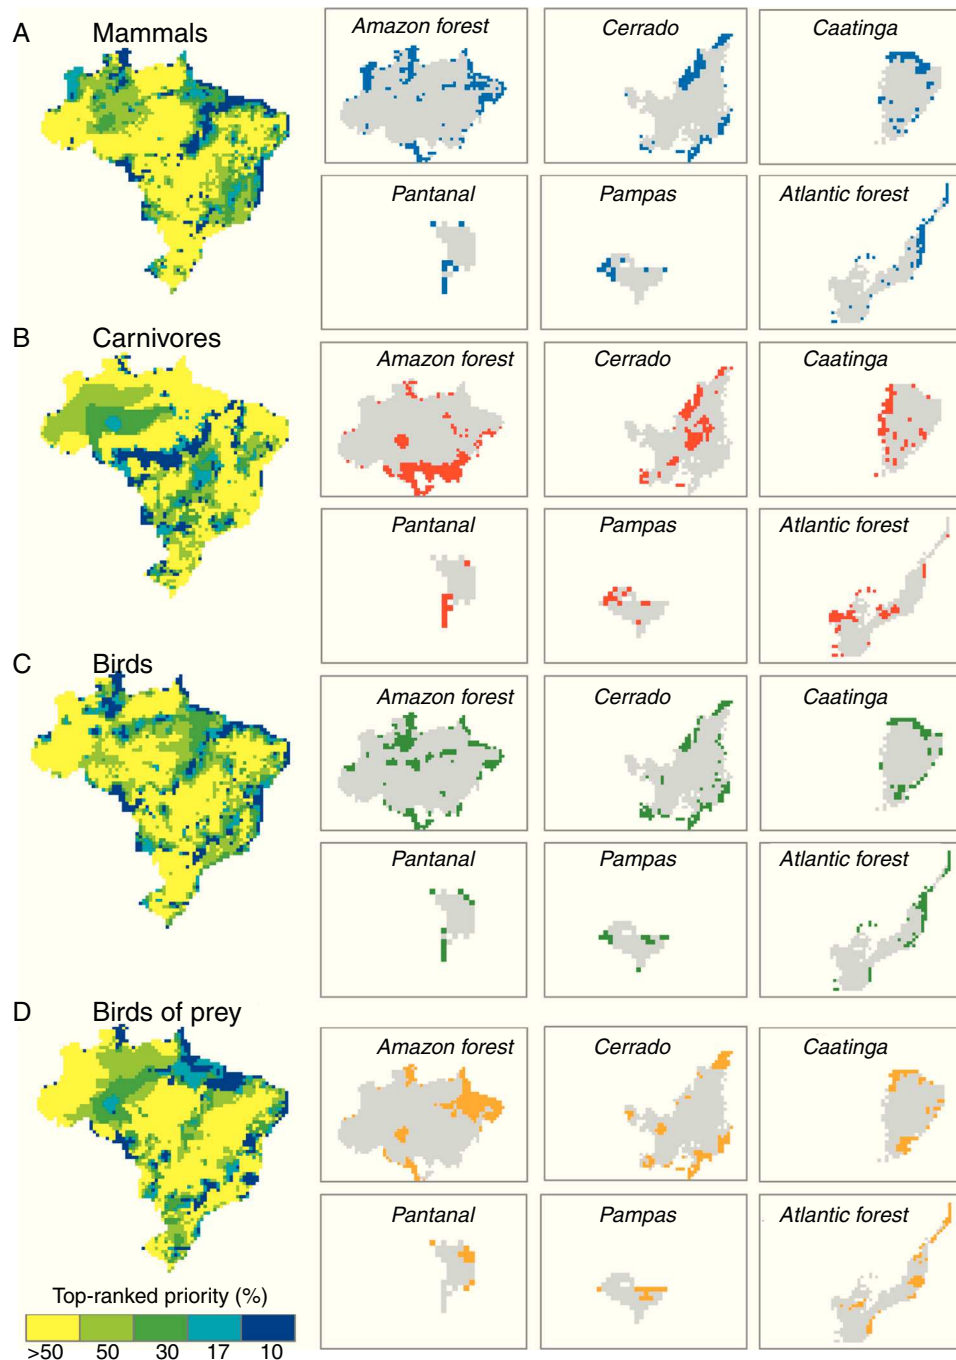 A Mammals
Amazon forest
Cerrado
Caatinga
Pantanal
Pampas
Atlantic forest
B Carnivores
Amazon forest
Cerrado
Caatinga
Pantanal
Pampas
Atlantic forest
C Birds
Amazon forest
Cerrado
Caatinga
Pantanal
Pampas
Atlantic forest
D Birds of prey
Amazon forest
Cerrado
Caatinga
Pantanal
Pampas
Atlantic forest
Top-ranked priority (%)
>50 50 30 17 10